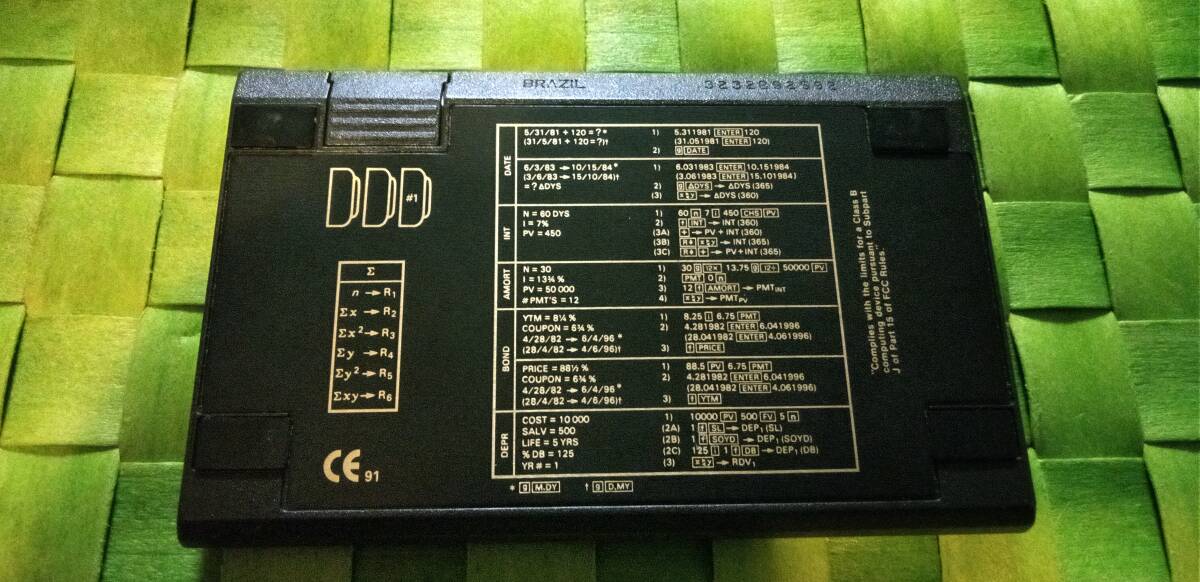 BRAZIL 3232B92992
DDD #1
Σ
n → R₁
Σx → R₂
Σx² → R₃
Σy → R₄
Σy² → R₅
Σxy → R₆
CE 91
DATE
5/31/81 + 120 = ? * 1) 5.311981 ENTER 120
(31/5/81 + 120 = ?)† (31.051981 ENTER 120)
2) g DATE
6/3/83 → 10/15/84* 1) 6.031983 ENTER 10.151984
(3/6/83 → 15/10/84)† (3.061983 ENTER 15.101984)
= ? ΔDYS 2) g ΔDYS → ΔDYS (365)
(3) x≷y → ΔDYS (360)
INT
N = 60 DYS 1) 60 n 7 i 450 CHS PV
I = 7% 2) f INT → INT (360)
PV = 450 (3A) + → PV + INT (360)
(3B) R↓ x≷y → INT (365)
(3C) R↓ + → PV + INT (365)
AMORT
N = 30 1) 30 g 12× 13.75 g 12÷ 50000 PV
I = 13¾ % 2) PMT 0 n
PV = 50 000 3) 12 f AMORT → PMT INT
# PMT'S = 12 4) x≷y → PMT PV
BOND
YTM = 8¼ % 1) 8.25 i 6.75 PMT
COUPON = 6¾ % 2) 4.281982 ENTER 6.041996
4/28/82 → 6/4/96 * (28.041982 ENTER 4.061996)
(28/4/82 → 4/6/96)† 3) f PRICE
PRICE = 88½ % 1) 88.5 PV 6.75 PMT
COUPON = 6¾ % 2) 4.281982 ENTER 6.041996
4/28/82 → 6/4/96 * (28.041982 ENTER 4.061996)
(28/4/82 → 4/6/96)† 3) f YTM
DEPR
COST = 10 000 1) 10000 PV 500 FV 5 n
SALV = 500 (2A) 1 f SL → DEP₁ (SL)
LIFE = 5 YRS (2B) 1 f SOYD → DEP₁ (SOYD)
% DB = 125 (2C) 125 i 1 f DB → DEP₁ (DB)
YR # = 1 (3) x≷y → RDV₁
* g M.DY † g D.MY
"Complies with the limits for a Class B
computing device pursuant to Subpart
J of Part 15 of FCC Rules."